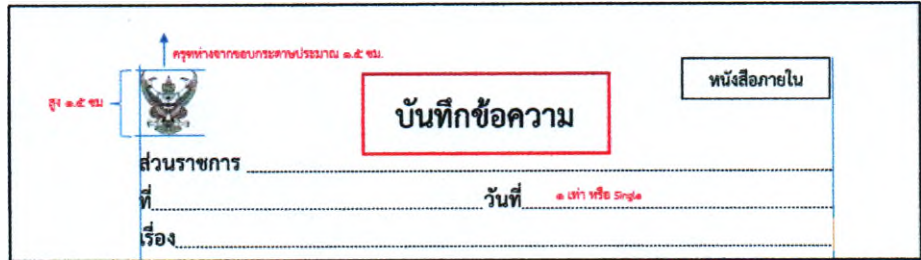 ครุฑห่างจากขอบกระดาษประมาณ ๑.๕ ซม.
หนังสือภายใน
สูง ๑.๕ ซม
บันทึกข้อความ
ส่วนราชการ
ที่ วันที่ ๑ เท่า หรือ Single
เรื่อง